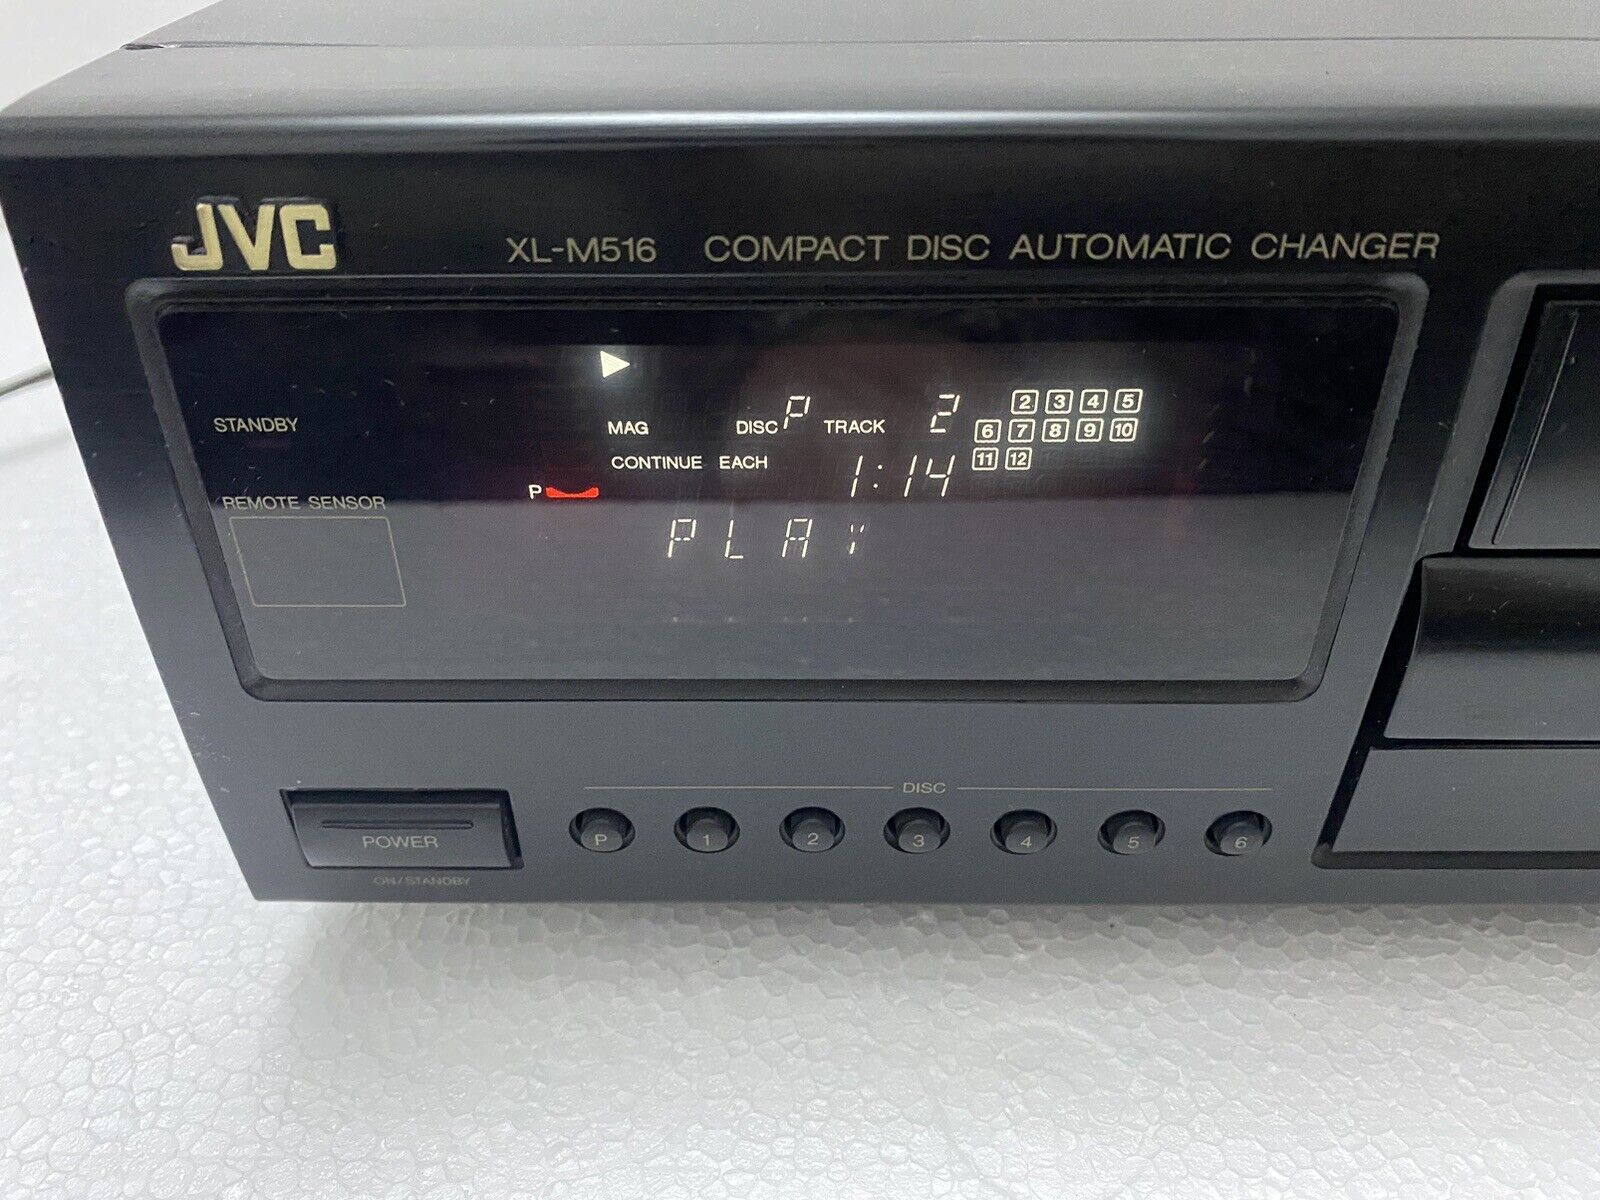 JVC XL-M516 COMPACT DISC AUTOMATIC CHANGER
STANDBY
MAG DISC P TRACK 2
2 3 4 5
6 7 8 9 10
11 12
CONTINUE EACH 1:14
P
REMOTE SENSOR
PLAY
DISC
POWER
P 1 2 3 4 5 6
ON/STANDBY